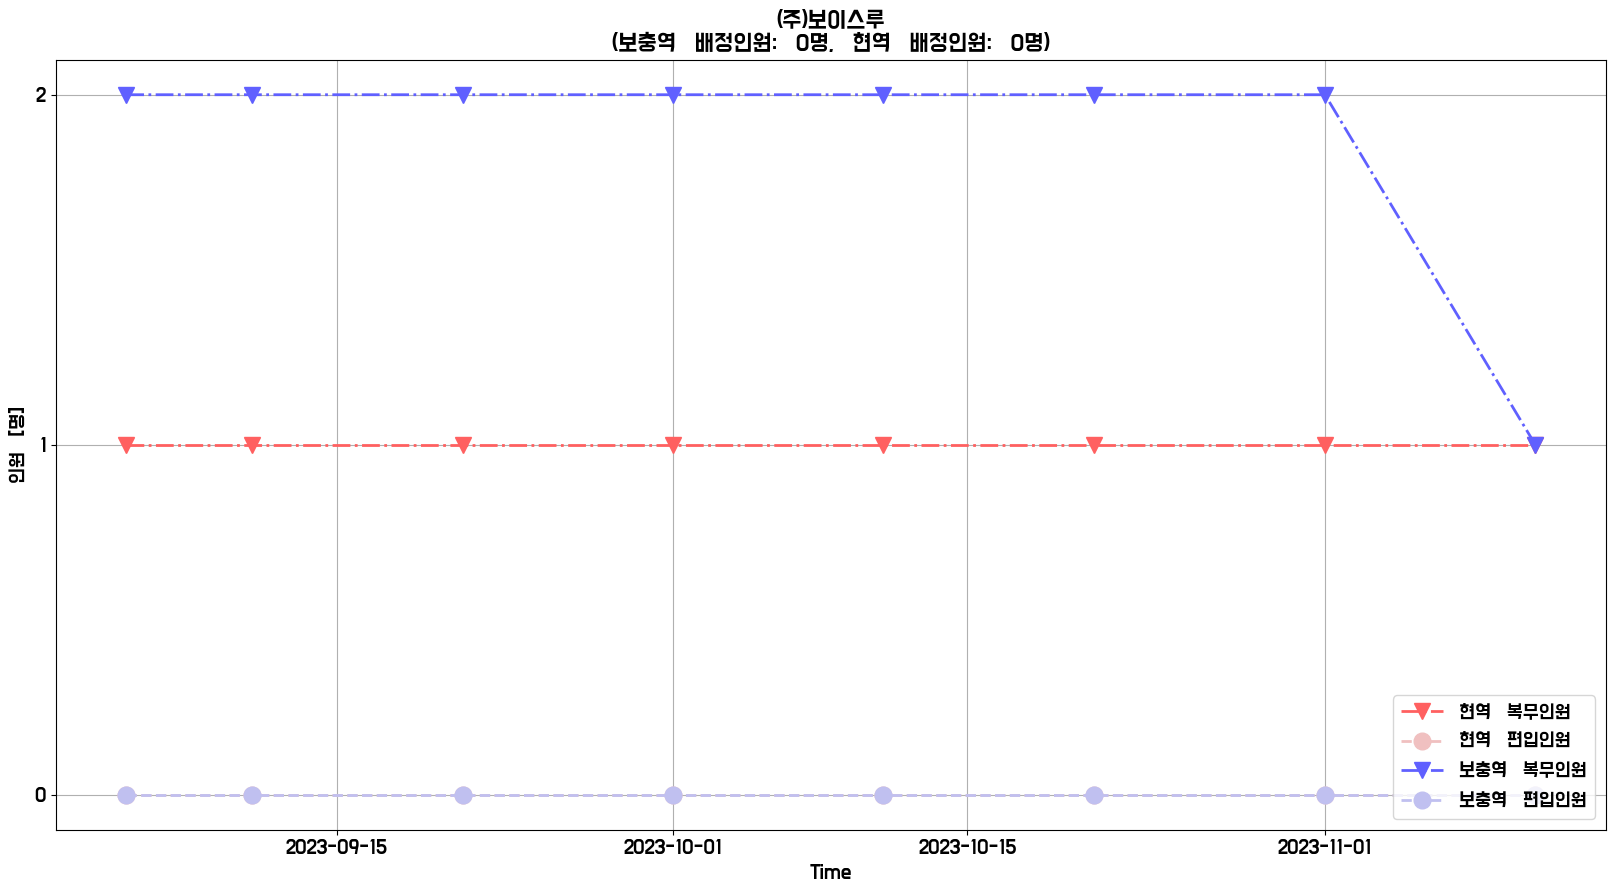 (주)보이스루
(보충역 배정인원: 0명, 현역 배정인원: 0명)
인원 [명]
2
1
0
현역 복무인원
현역 편입인원
보충역 복무인원
보충역 편입인원
2023-09-15
2023-10-01
2023-10-15
2023-11-01
Time